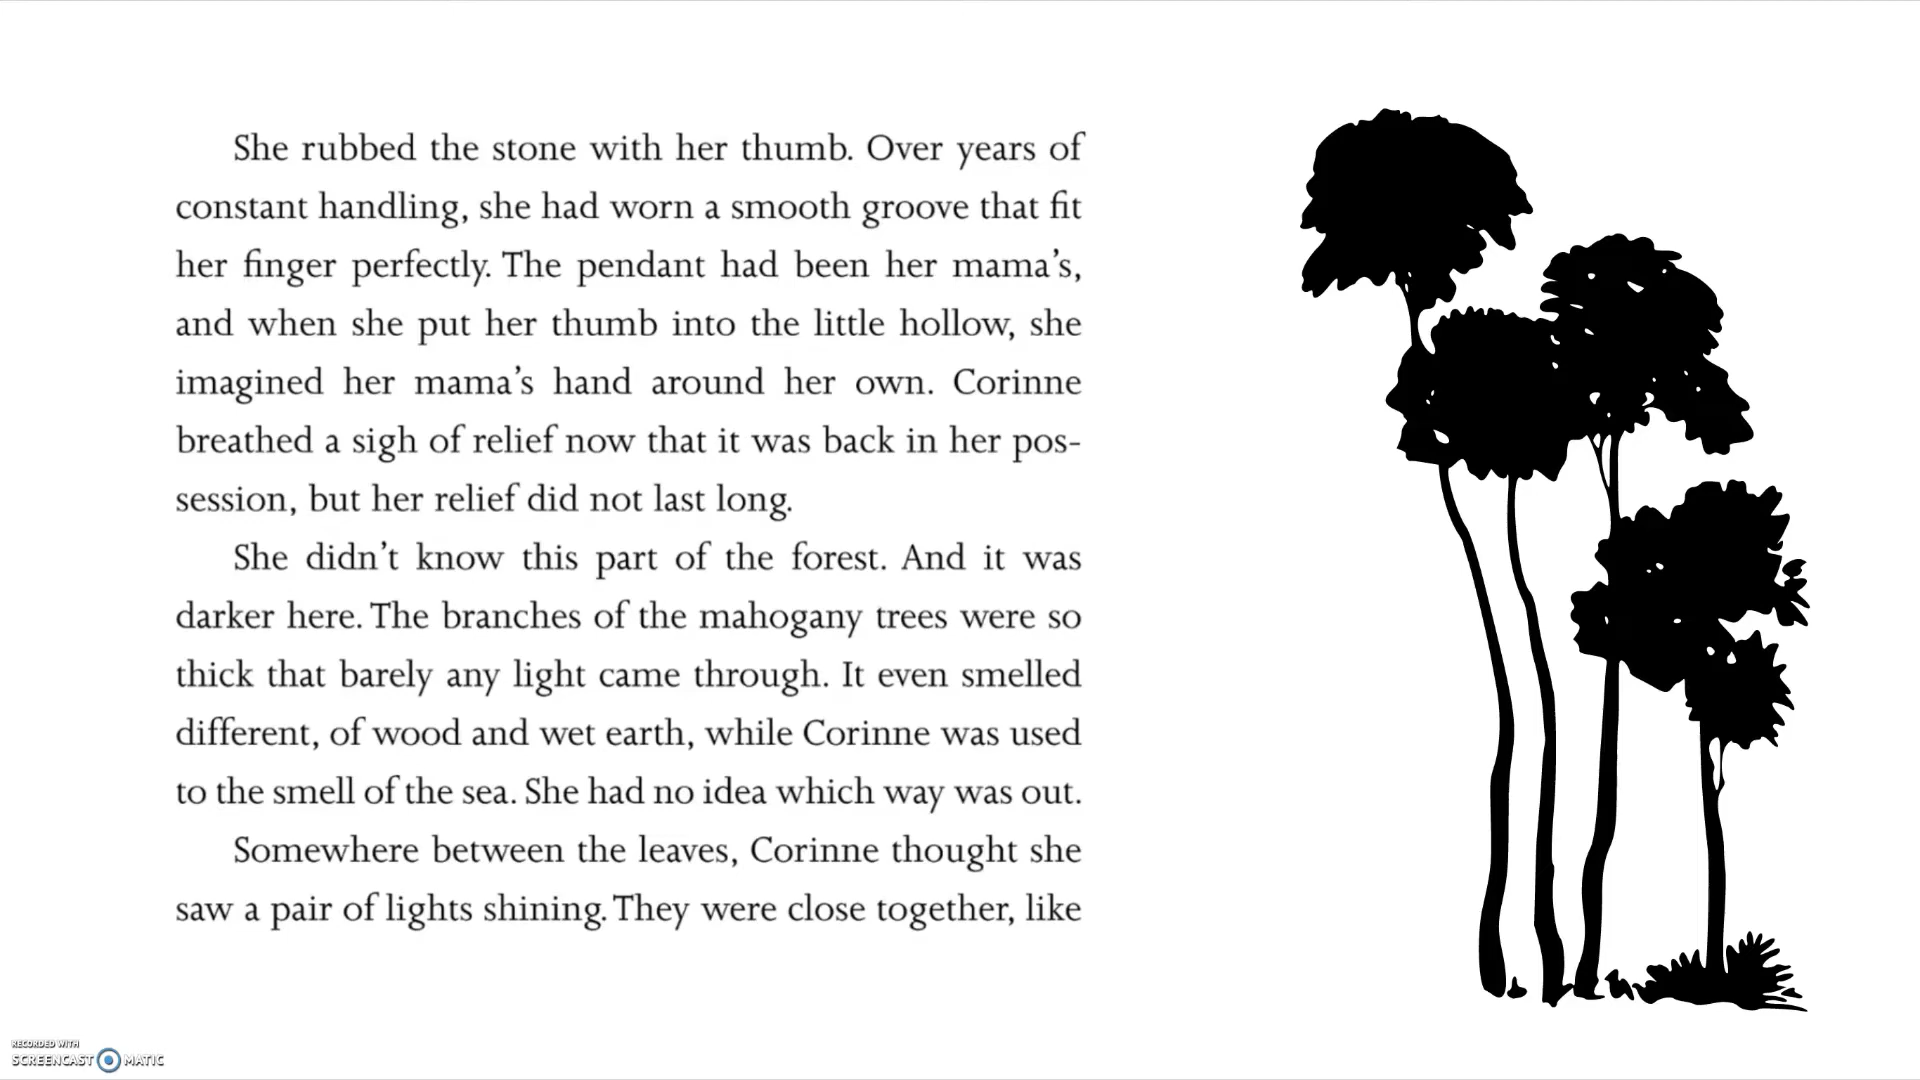 She rubbed the stone with her thumb. Over years of
constant handling, she had worn a smooth groove that fit
her finger perfectly. The pendant had been her mama’s,
and when she put her thumb into the little hollow, she
imagined her mama’s hand around her own. Corinne
breathed a sigh of relief now that it was back in her pos-
session, but her relief did not last long.
She didn’t know this part of the forest. And it was
darker here. The branches of the mahogany trees were so
thick that barely any light came through. It even smelled
different, of wood and wet earth, while Corinne was used
to the smell of the sea. She had no idea which way was out.
Somewhere between the leaves, Corinne thought she
saw a pair of lights shining. They were close together, like
RECORDED WITH
SCREENCAST MATIC